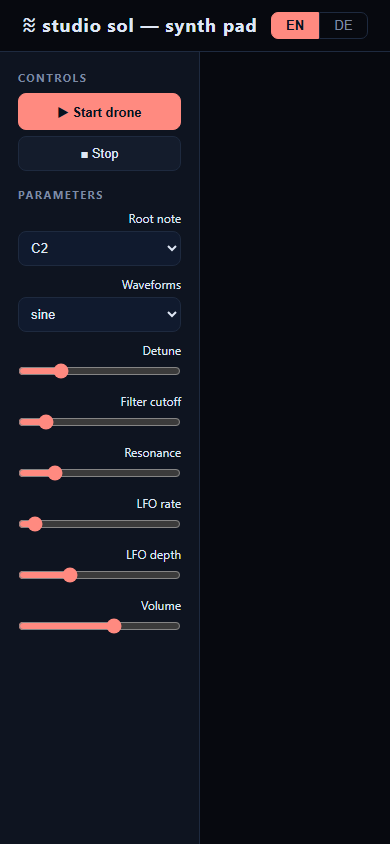 ≋ studio sol — synth pad
EN DE
CONTROLS
▶ Start drone
■ Stop
PARAMETERS
Root note
C2
Waveforms
sine
Detune
Filter cutoff
Resonance
LFO rate
LFO depth
Volume